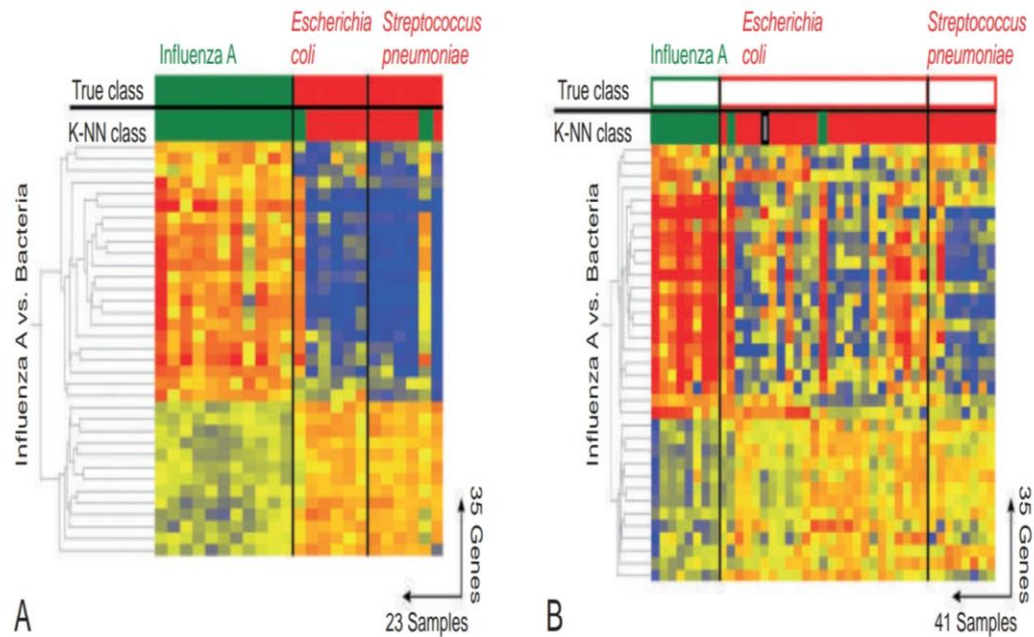 Influenza A
Escherichia
coli
Streptococcus
pneumoniae
True class
K-NN class
Influenza A vs. Bacteria
35 Genes
23 Samples
A
Influenza A
Escherichia
coli
Streptococcus
pneumoniae
True class
K-NN class
Influenza A vs. Bacteria
35 Genes
41 Samples
B